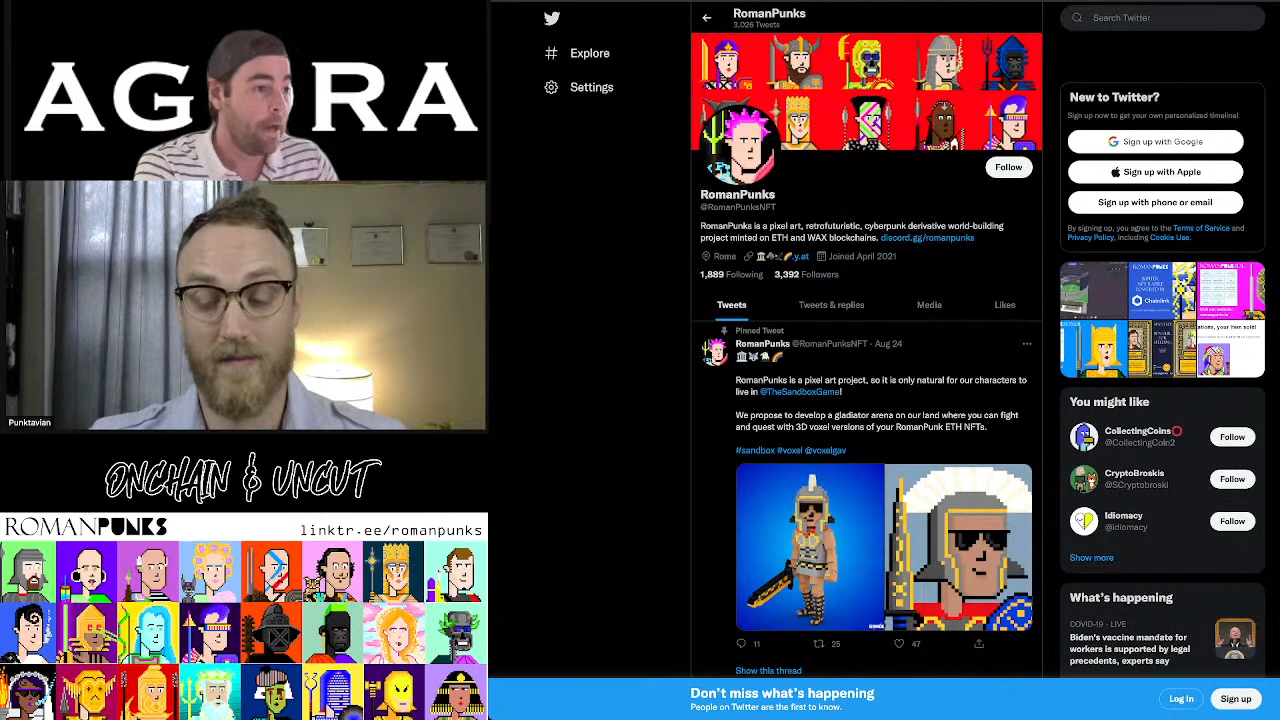 AGORA
Punktavian
ONCHAIN & UNCUT
ROMANPUNKS
linktr.ee/romanpunks
Explore
Settings
RomanPunks
3,026 Tweets
Follow
RomanPunks
@RomanPunksNFT
RomanPunks is a pixel art, retrofuturistic, cyberpunk derivative world-building
project minted on ETH and WAX blockchains. discord.gg/romanpunks
Rome
.y.at
Joined April 2021
1,889 Following 3,392 Followers
Tweets
Tweets & replies
Media
Likes
Pinned Tweet
RomanPunks @RomanPunksNFT · Aug 24
RomanPunks is a pixel art project, so it is only natural for our characters to
live in @TheSandboxGame!
We propose to develop a gladiator arena on our land where you can fight
and quest with 3D voxel versions of your RomanPunk ETH NFTs.
#sandbox #voxel @voxelgav
11
25
47
Show this thread
Search Twitter
New to Twitter?
Sign up now to get your own personalized timeline!
Sign up with Google
Sign up with Apple
Sign up with phone or email
By signing up, you agree to the Terms of Service and
Privacy Policy, including Cookie Use.
Chainlink
You might like
CollectingCoins
@CollectingCoin2
Follow
CryptoBroskis
@SCryptobroski
Follow
Idiomacy
@idiomacy
Follow
Show more
What's happening
COVID-19 · LIVE
Biden's vaccine mandate for
workers is supported by legal
precedents, experts say
Don't miss what's happening
People on Twitter are the first to know.
Log in
Sign up